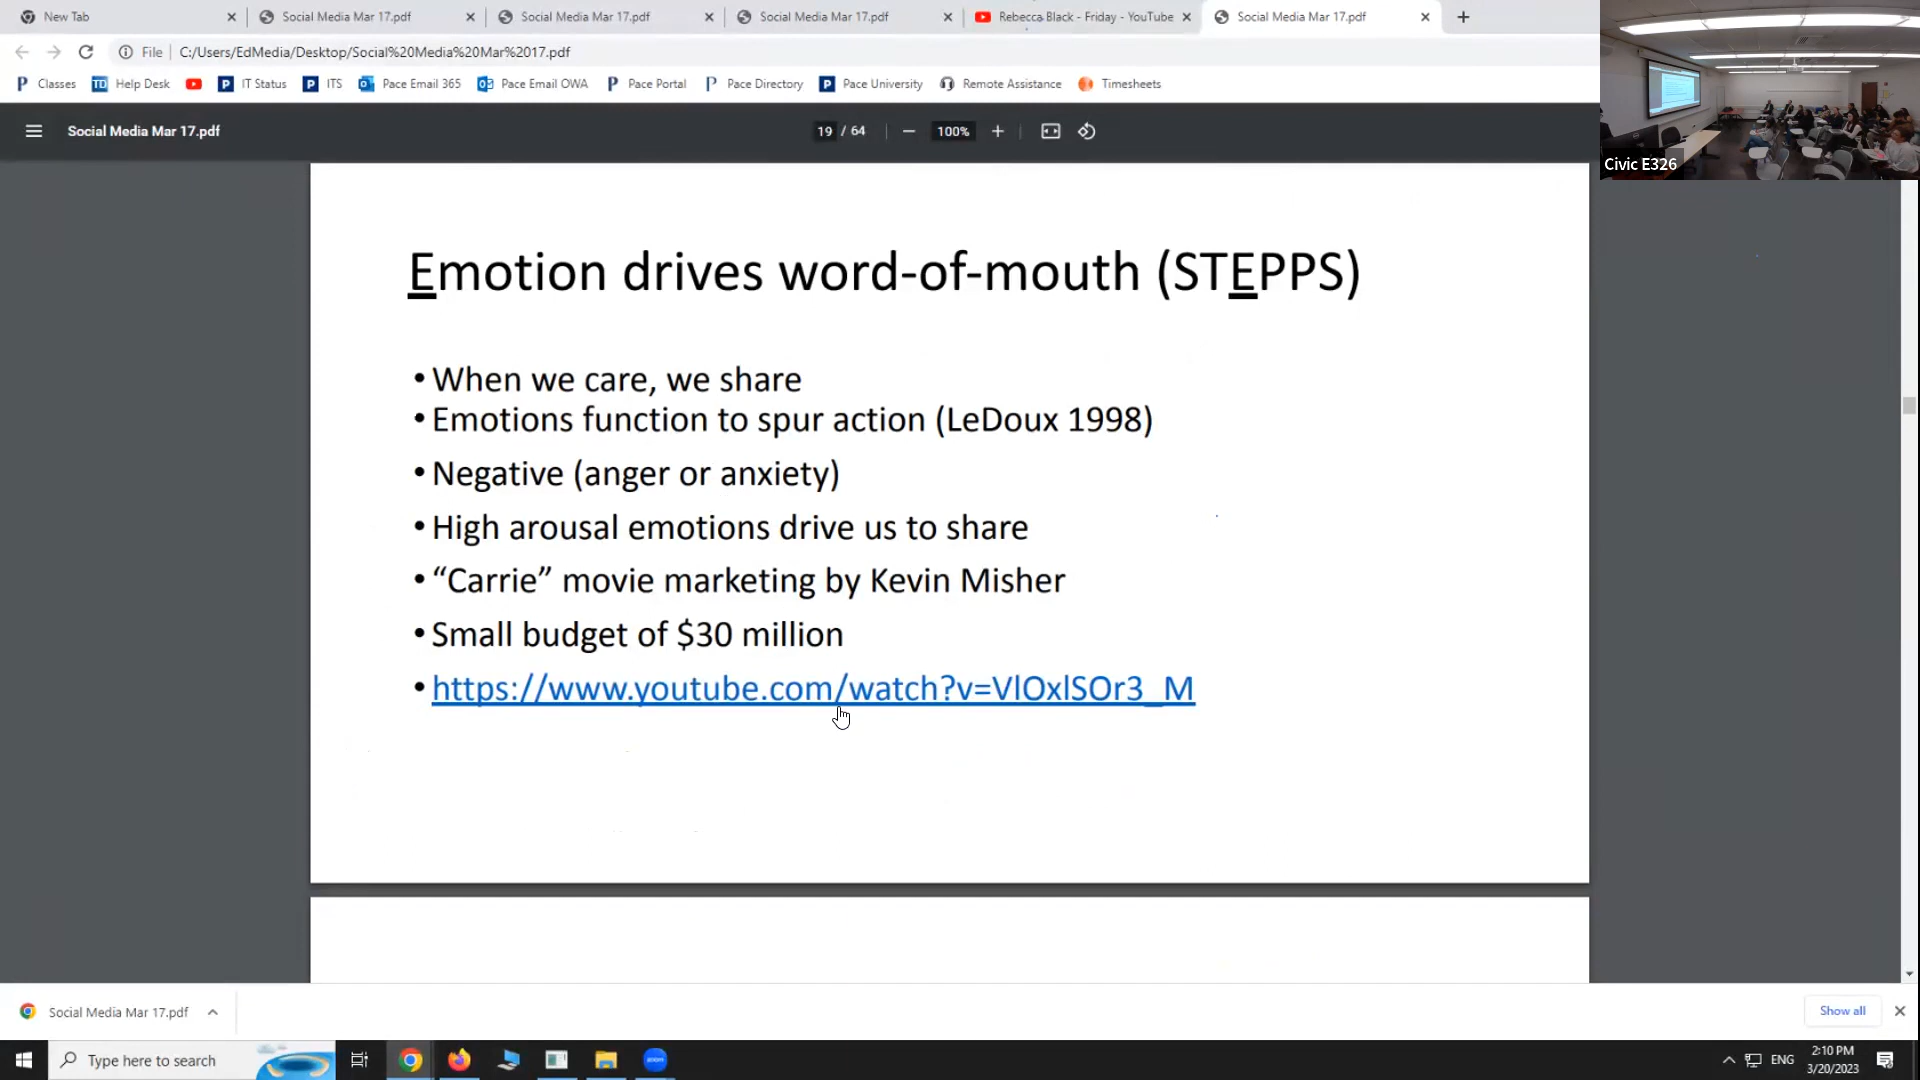 New Tab
Social Media Mar 17.pdf
Social Media Mar 17.pdf
Social Media Mar 17.pdf
Rebecca Black - Friday - YouTube
Social Media Mar 17.pdf
File
C:/Users/EdMedia/Desktop/Social%20Media%20Mar%2017.pdf
Classes
Help Desk
IT Status
ITS
Pace Email 365
Pace Email OWA
Pace Portal
Pace Directory
Pace University
Remote Assistance
Timesheets
Civic E326
Social Media Mar 17.pdf
19 / 64
100%
Emotion drives word-of-mouth (STEPPS)
• When we care, we share
• Emotions function to spur action (LeDoux 1998)
• Negative (anger or anxiety)
• High arousal emotions drive us to share
• “Carrie” movie marketing by Kevin Misher
• Small budget of $30 million
• https://www.youtube.com/watch?v=VlOxlSOr3_M
Social Media Mar 17.pdf
Show all
Type here to search
zoom
ENG
2:10 PM
3/20/2023